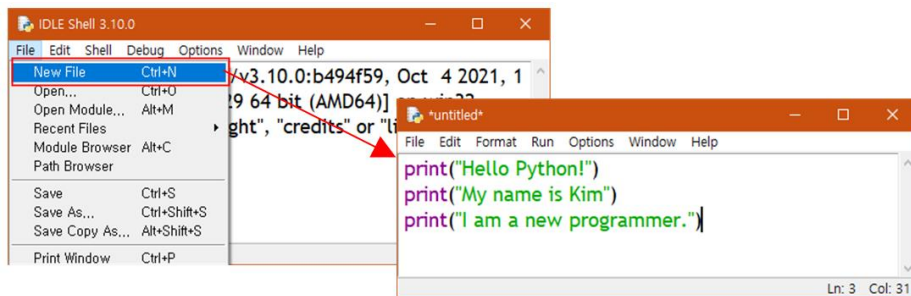 IDLE Shell 3.10.0
File Edit Shell Debug Options Window Help
New File Ctrl+N
Open... Ctrl+O
Open Module... Alt+M
Recent Files
Module Browser Alt+C
Path Browser
Save Ctrl+S
Save As... Ctrl+Shift+S
Save Copy As... Alt+Shift+S
Print Window Ctrl+P
/v3.10.0:b494f59, Oct 4 2021, 1
29 64 bit (AMD64)] on win32
ght", "credits" or "li
*untitled*
File Edit Format Run Options Window Help
print("Hello Python!")
print("My name is Kim")
print("I am a new programmer.")
Ln: 3 Col: 31